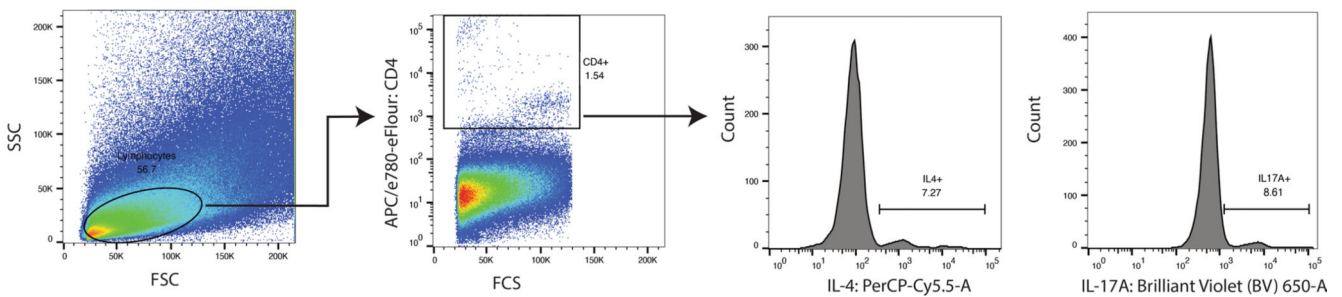 200K
150K
100K
50K
0
SSC
Lymphocytes
56.7
0
50K
100K
150K
200K
FSC
10^5
10^4
10^3
10^2
10^1
10^0
APC/e780-eFlour: CD4
CD4+
1.54
0
50K
100K
150K
200K
FCS
300
200
100
0
Count
IL4+
7.27
10^0
10^1
10^2
10^3
10^4
10^5
IL-4: PerCP-Cy5.5-A
400
300
200
100
0
Count
IL17A+
8.61
10^0
10^1
10^2
10^3
10^4
10^5
IL-17A: Brilliant Violet (BV) 650-A